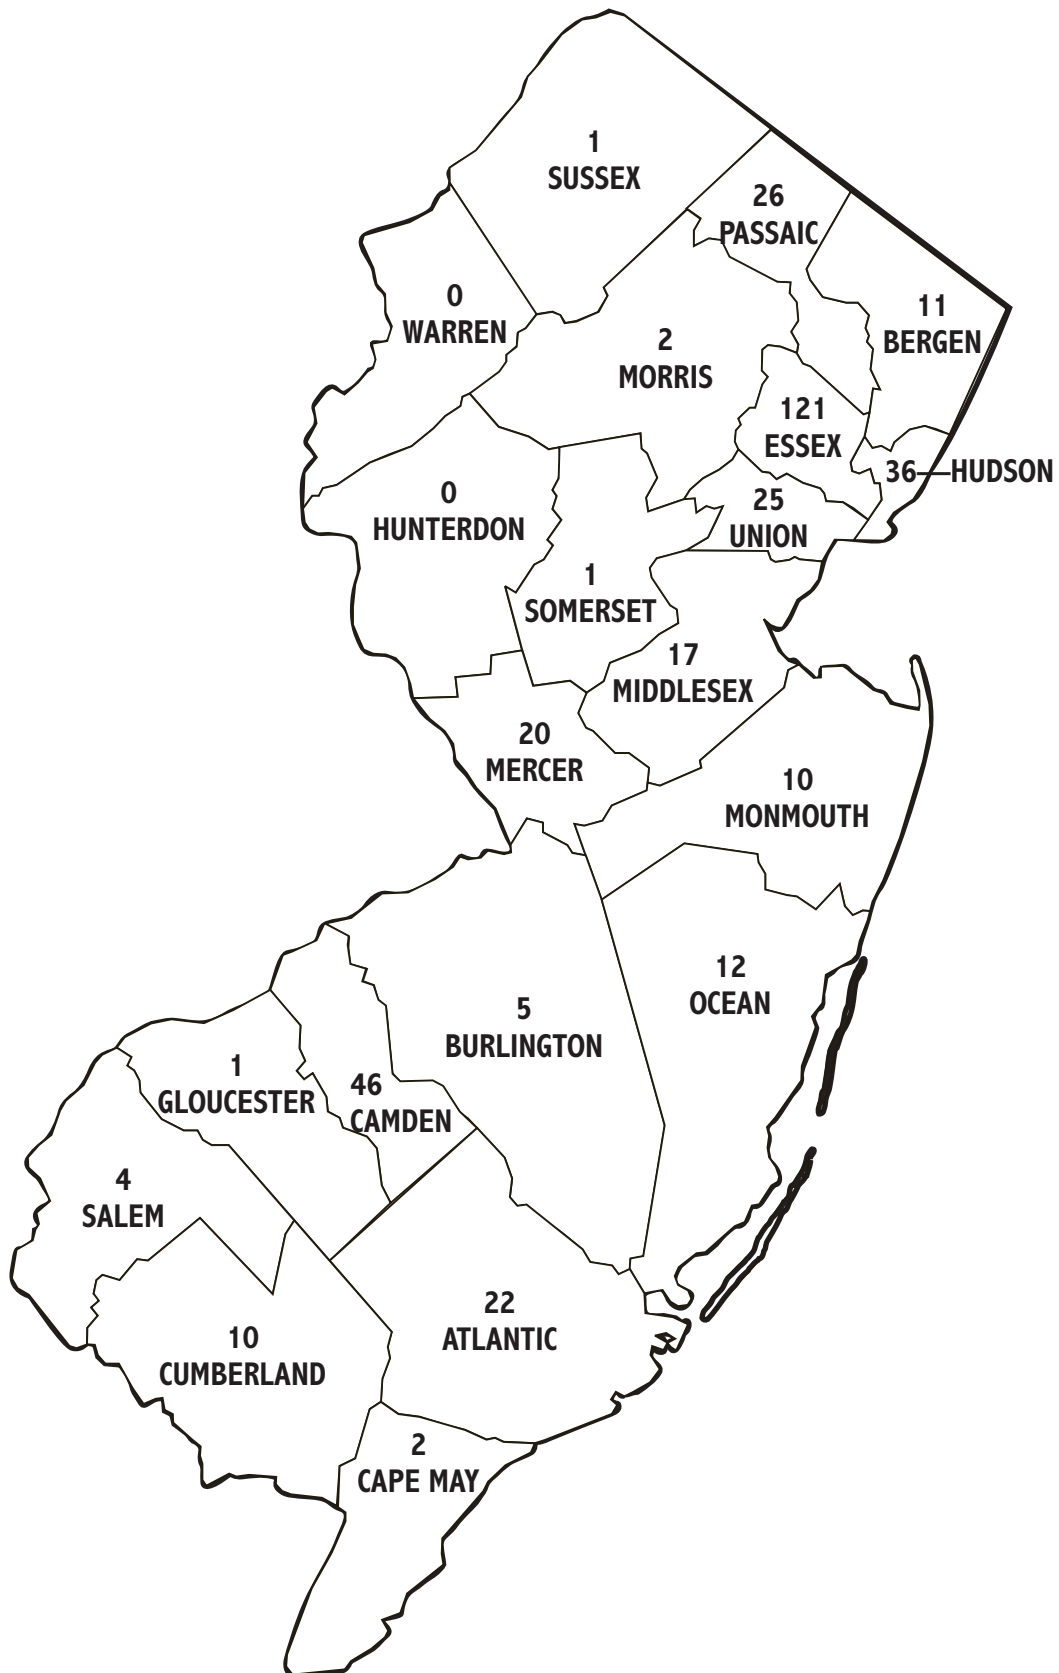 1
SUSSEX
26
PASSAIC
0
WARREN
11
BERGEN
2
MORRIS
121
ESSEX
36—HUDSON
0
HUNTERDON
25
UNION
1
SOMERSET
17
MIDDLESEX
20
MERCER
10
MONMOUTH
12
OCEAN
5
BURLINGTON
1
GLOUCESTER
46
CAMDEN
4
SALEM
22
ATLANTIC
10
CUMBERLAND
2
CAPE MAY